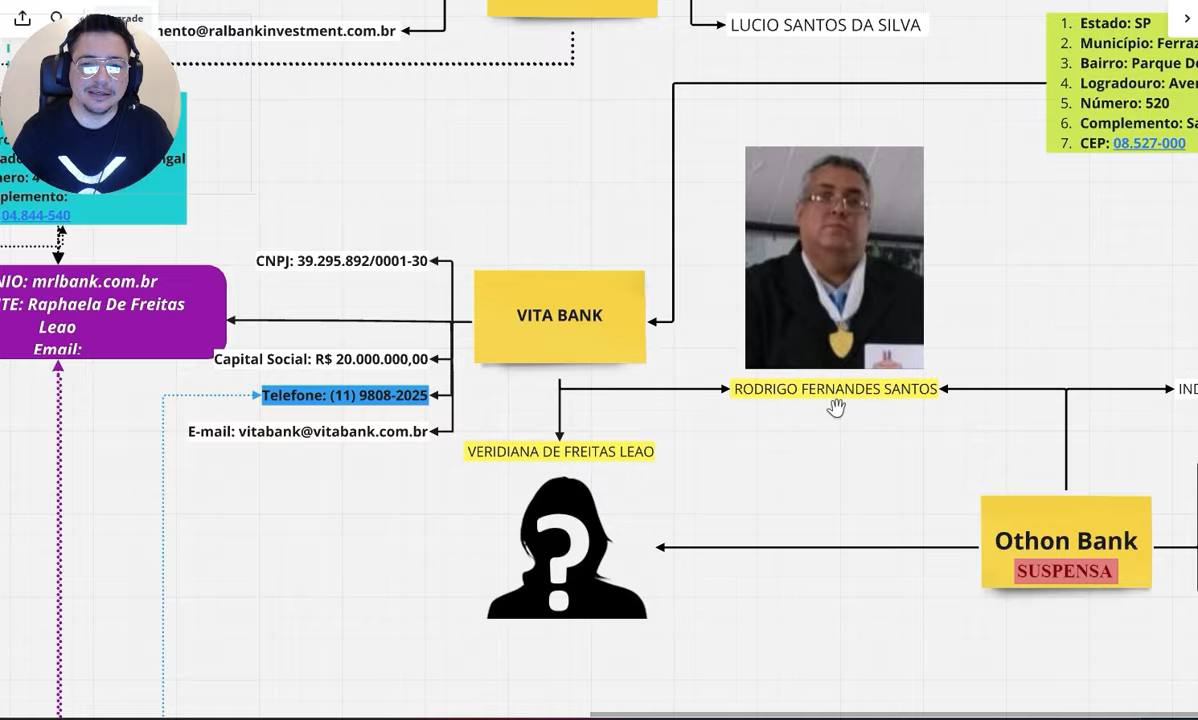 mento@ralbankinvestment.com.br
LUCIO SANTOS DA SILVA
1. Estado: SP
2. Município: Ferraz
3. Bairro: Parque
4. Logradouro:
5. Número: 520
6. Complemento:
7. CEP: 08.527-000
plemento:
04.844-540
NIO: mrlbank.com.br
TE: Raphaela De Freitas
Leao
Email:
CNPJ: 39.295.892/0001-30
Capital Social: R$ 20.000.000,00
Telefone: (11) 9808-2025
E-mail: vitabank@vitabank.com.br
VITA BANK
RODRIGO FERNANDES SANTOS
VERIDIANA DE FREITAS LEAO
Othon Bank
SUSPENSA